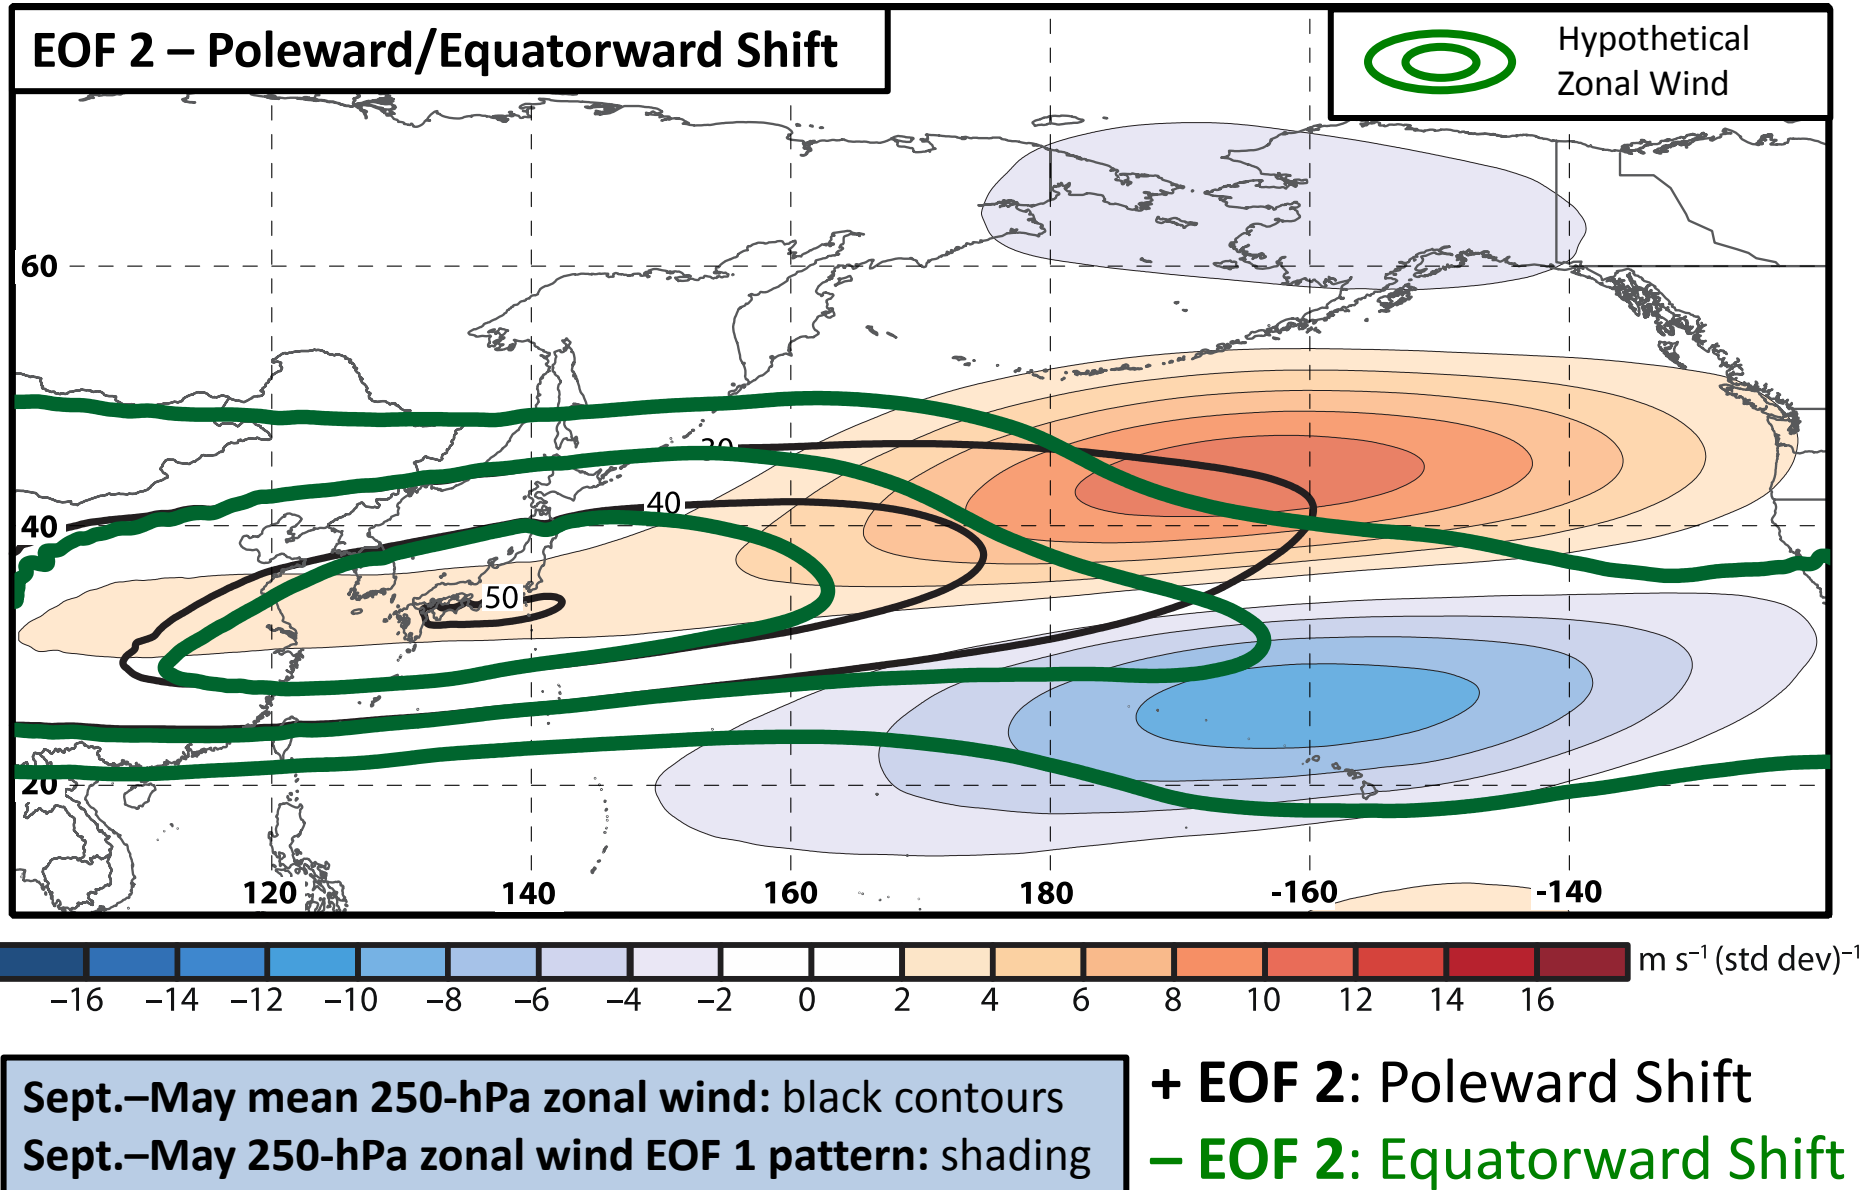 EOF 2 – Poleward/Equatorward Shift
Hypothetical
Zonal Wind
60
40
20
30
40
50
120 140 160 180 -160 -140
−16 −14 −12 −10 −8 −6 −4 −2 0 2 4 6 8 10 12 14 16 m s⁻¹ (std dev)⁻¹
Sept.–May mean 250-hPa zonal wind: black contours
Sept.–May 250-hPa zonal wind EOF 1 pattern: shading
+ EOF 2: Poleward Shift
– EOF 2: Equatorward Shift